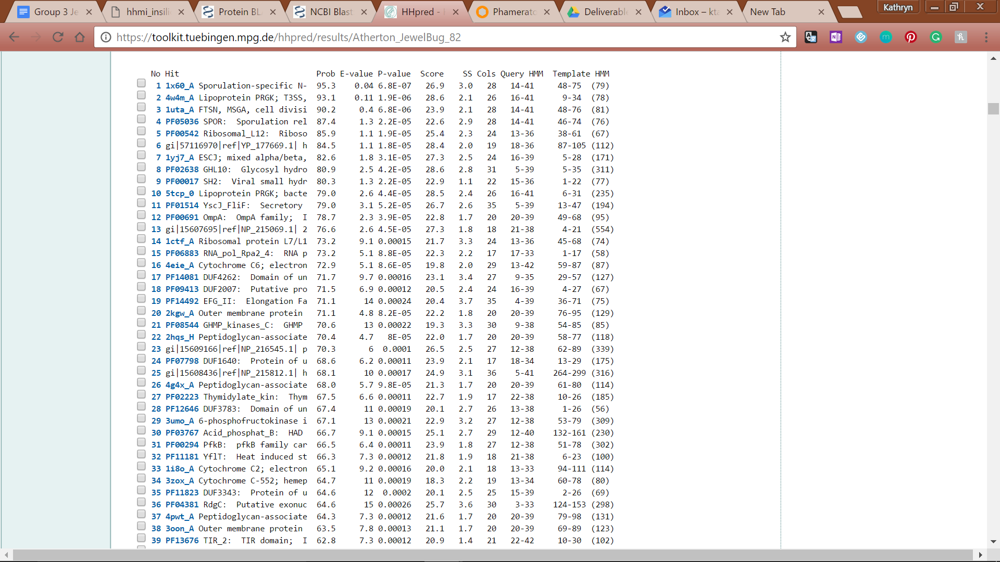 Group 3 Je
hhmi_insili
Protein BL
NCBI Blast
HHpred -
Phamerato
Deliverable
Inbox – kta
New Tab
Kathryn
https://toolkit.tuebingen.mpg.de/hhpred/results/Atherton_JewelBug_82
No Hit Prob E-value P-value Score SS Cols Query HMM Template HMM
1 1x60_A Sporulation-specific N- 95.3 0.04 6.8E-07 26.9 3.0 28 14-41 48-75 (79)
2 4w4m_A Lipoprotein PRGK; T3SS, 93.1 0.11 1.9E-06 28.6 2.1 26 16-41 9-34 (78)
3 1uta_A FTSN, MSGA, cell divisi 90.2 0.4 6.8E-06 23.9 2.1 28 14-41 48-76 (81)
4 PF05036 SPOR: Sporulation rel 87.4 1.3 2.2E-05 22.6 2.9 28 14-41 46-74 (76)
5 PF00542 Ribosomal_L12: Riboso 85.9 1.1 1.9E-05 25.4 2.3 24 13-36 38-61 (67)
6 gi|57116970|ref|YP_177669.1| h 84.5 1.1 1.8E-05 28.4 2.0 19 18-36 87-105 (112)
7 1yj7_A ESCJ; mixed alpha/beta, 82.6 1.8 3.1E-05 27.3 2.5 24 16-39 5-28 (171)
8 PF02638 GHL10: Glycosyl hydro 80.9 2.5 4.2E-05 28.6 2.8 31 5-39 5-35 (311)
9 PF00017 SH2: Viral small hydr 80.3 1.3 2.2E-05 22.9 1.1 22 15-36 1-22 (77)
10 5tcp_0 Lipoprotein PRGK; bacte 79.0 2.6 4.4E-05 28.5 2.4 26 16-41 6-31 (235)
11 PF01514 YscJ_FliF: Secretory 79.0 3.1 5.2E-05 26.7 2.6 35 5-39 13-47 (194)
12 PF00691 OmpA: OmpA family; I 78.7 2.3 3.9E-05 22.8 1.7 20 20-39 49-68 (95)
13 gi|15607695|ref|NP_215069.1| 2 76.6 2.6 4.5E-05 27.3 1.8 18 21-38 4-21 (554)
14 1ctf_A Ribosomal protein L7/L1 73.2 9.1 0.00015 21.7 3.3 24 13-36 45-68 (74)
15 PF06883 RNA_pol_Rpa2_4: RNA p 73.2 5.1 8.8E-05 22.3 2.2 17 17-33 1-17 (58)
16 4eie_A Cytochrome C6; electron 72.9 5.1 8.6E-05 19.8 2.0 29 13-42 59-87 (87)
17 PF14081 DUF4262: Domain of un 71.7 9.7 0.00016 23.1 3.4 27 9-35 29-57 (127)
18 PF09413 DUF2007: Putative pro 71.5 6.9 0.00012 20.5 2.4 24 16-39 4-27 (67)
19 PF14492 EFG_II: Elongation Fa 71.1 14 0.00024 20.4 3.7 35 4-39 36-71 (75)
20 2kgw_A Outer membrane protein 71.1 4.8 8.2E-05 22.2 1.8 20 20-39 76-95 (129)
21 PF08544 GHMP_kinases_C: GHMP 70.6 13 0.00022 19.3 3.3 30 9-38 54-85 (85)
22 2hqs_H Peptidoglycan-associate 70.4 4.7 8E-05 22.0 1.7 20 20-39 58-77 (118)
23 gi|15609166|ref|NP_216545.1| p 70.3 6 0.0001 26.5 2.5 27 12-38 62-89 (339)
24 PF07798 DUF1640: Protein of u 68.6 6.2 0.00011 23.9 2.1 17 18-34 13-29 (175)
25 gi|15608436|ref|NP_215812.1| h 68.1 10 0.00017 24.9 3.1 36 5-41 264-299 (316)
26 4g4x_A Peptidoglycan-associate 68.0 5.7 9.8E-05 21.3 1.7 20 20-39 61-80 (114)
27 PF02223 Thymidylate_kin: Thym 67.5 6.6 0.00011 22.7 1.9 17 22-38 10-26 (185)
28 PF12646 DUF3783: Domain of un 67.4 11 0.00019 20.1 2.7 26 13-38 1-26 (56)
29 3umo_A 6-phosphofructokinase i 67.1 13 0.00021 22.9 3.2 27 12-38 53-79 (309)
30 PF03767 Acid_phosphat_B: HAD 66.7 9.1 0.00015 25.1 2.7 29 12-40 132-161 (230)
31 PF00294 PfkB: pfkB family car 66.5 6.4 0.00011 23.9 1.8 27 12-38 51-78 (302)
32 PF11181 YflT: Heat induced st 66.3 7.3 0.00012 21.8 1.9 18 21-38 6-23 (100)
33 1i8o_A Cytochrome C2; electron 65.1 9.2 0.00016 20.0 2.1 18 13-33 94-111 (114)
34 3zox_A Cytochrome C-552; hemep 64.7 11 0.00019 18.3 2.2 19 13-34 60-78 (80)
35 PF11823 DUF3343: Protein of u 64.6 12 0.0002 20.1 2.5 25 15-39 2-26 (69)
36 PF04381 RdgC: Putative exonuc 64.6 15 0.00026 25.7 3.6 30 3-33 124-153 (298)
37 4pwt_A Peptidoglycan-associate 64.3 7.3 0.00012 21.6 1.7 20 20-39 79-98 (131)
38 3oon_A Outer membrane protein 63.5 7.8 0.00013 21.1 1.7 20 20-39 69-89 (123)
39 PF13676 TIR_2: TIR domain; I 62.8 7.3 0.00012 20.9 1.4 21 22-42 10-30 (102)